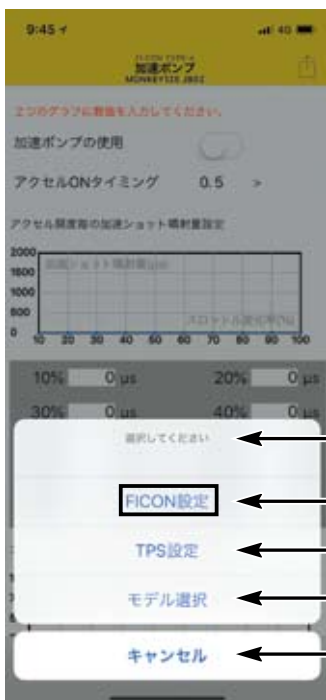 9:45
4G
FI CON TYPE-e
加速ポンプ
MONKEY125 JB02
2つのグラフに数値を入力してください。
加速ポンプの使用
アクセルONタイミング 0.5 >
アクセル開度毎の加速ショット噴射量設定
2000
1500
1000
500
0
10 20 30 40 50 60 70 80 90 100
10% 0 μs 20% 0 μs
30% 0 μs 40% 0 μs
選択してください
FICON設定
TPS設定
モデル選択
キャンセル